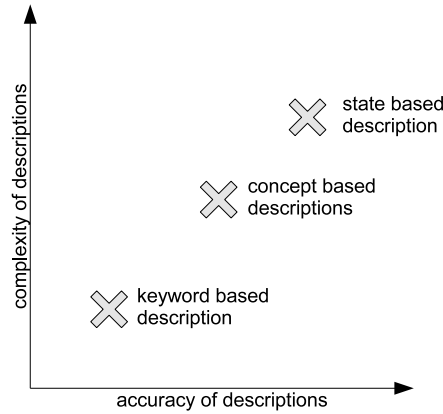 complexity of descriptions
state based
description
concept based
descriptions
keyword based
description
accuracy of descriptions